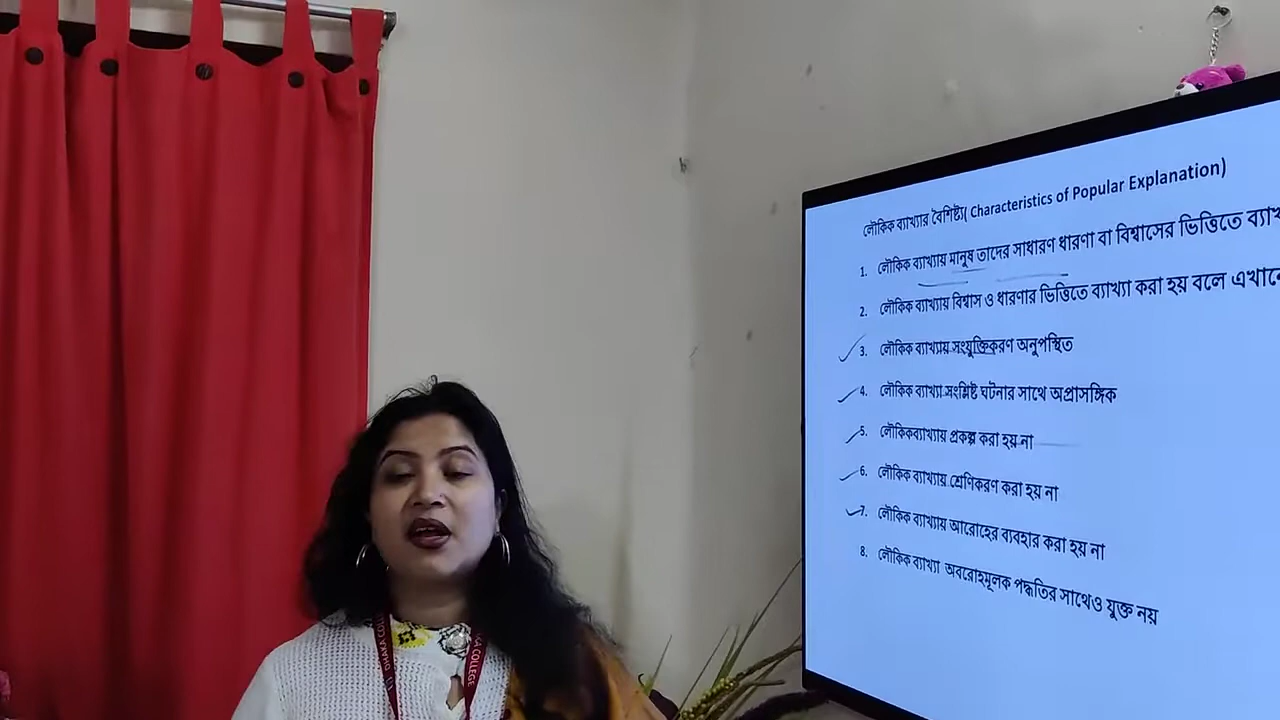 লৌকিক ব্যাখ্যার বৈশিষ্ট্য( Characteristics of Popular Explanation)
1. লৌকিক ব্যাখ্যায় মানুষ তাদের সাধারণ ধারণা বা বিশ্বাসের ভিত্তিতে
2. লৌকিক ব্যাখ্যায় বিশ্বাস ও ধারণার ভিত্তিতে ব্যাখ্যা করা হয় বলে
3. লৌকিক ব্যাখ্যায় সংযুক্তিকরণ অনুপস্থিত
4. লৌকিক ব্যাখ্যা সংশ্লিষ্ট ঘটনার সাথে অপ্রাসঙ্গিক
5. লৌকিকব্যাখ্যায় প্রকল্প করা হয় না
6. লৌকিক ব্যাখ্যায় শ্রেণিকরণ করা হয় না
7. লৌকিক ব্যাখ্যায় আরোহের ব্যবহার করা হয় না
8. লৌকিক ব্যাখ্যা অবরোহমূলক পদ্ধতির সাথেও যুক্ত নয়
DHAKA COLLEGE